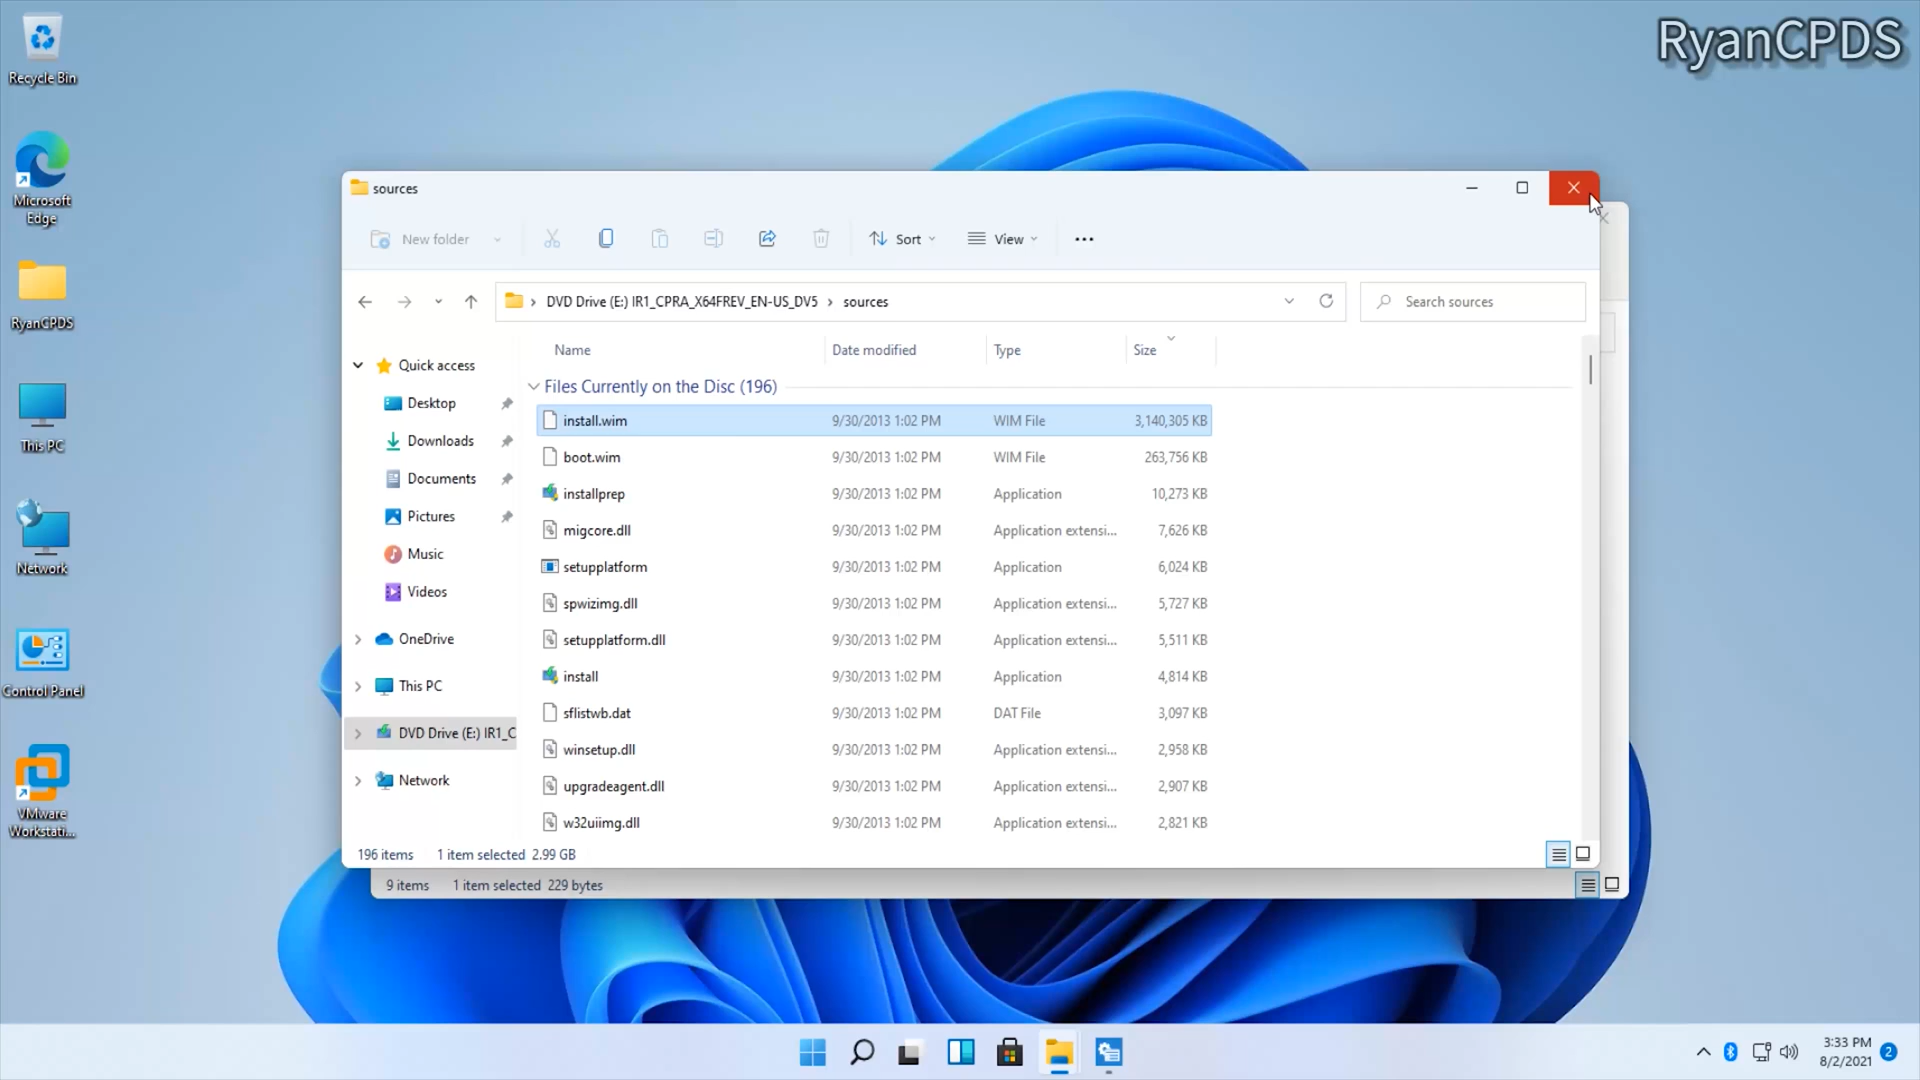 RyanCPDS
Recycle Bin
Microsoft
Edge
RyanCPDS
This PC
Network
Control Panel
VMware
Workstati...
sources
New folder
Sort
View
DVD Drive (E:) IR1_CPRA_X64FREV_EN-US_DV5 › sources
Search sources
Quick access
Desktop
Downloads
Documents
Pictures
Music
Videos
OneDrive
This PC
DVD Drive (E:) IR1_C
Network
Name Date modified Type Size
Files Currently on the Disc (196)
install.wim 9/30/2013 1:02 PM WIM File 3,140,305 KB
boot.wim 9/30/2013 1:02 PM WIM File 263,756 KB
installprep 9/30/2013 1:02 PM Application 10,273 KB
migcore.dll 9/30/2013 1:02 PM Application extensi... 7,626 KB
setupplatform 9/30/2013 1:02 PM Application 6,024 KB
spwizimg.dll 9/30/2013 1:02 PM Application extensi... 5,727 KB
setupplatform.dll 9/30/2013 1:02 PM Application extensi... 5,511 KB
install 9/30/2013 1:02 PM Application 4,814 KB
sflistwb.dat 9/30/2013 1:02 PM DAT File 3,097 KB
winsetup.dll 9/30/2013 1:02 PM Application extensi... 2,958 KB
upgradeagent.dll 9/30/2013 1:02 PM Application extensi... 2,907 KB
w32uiimg.dll 9/30/2013 1:02 PM Application extensi... 2,821 KB
196 items 1 item selected 2.99 GB
9 items 1 item selected 229 bytes
3:33 PM
8/2/2021
2